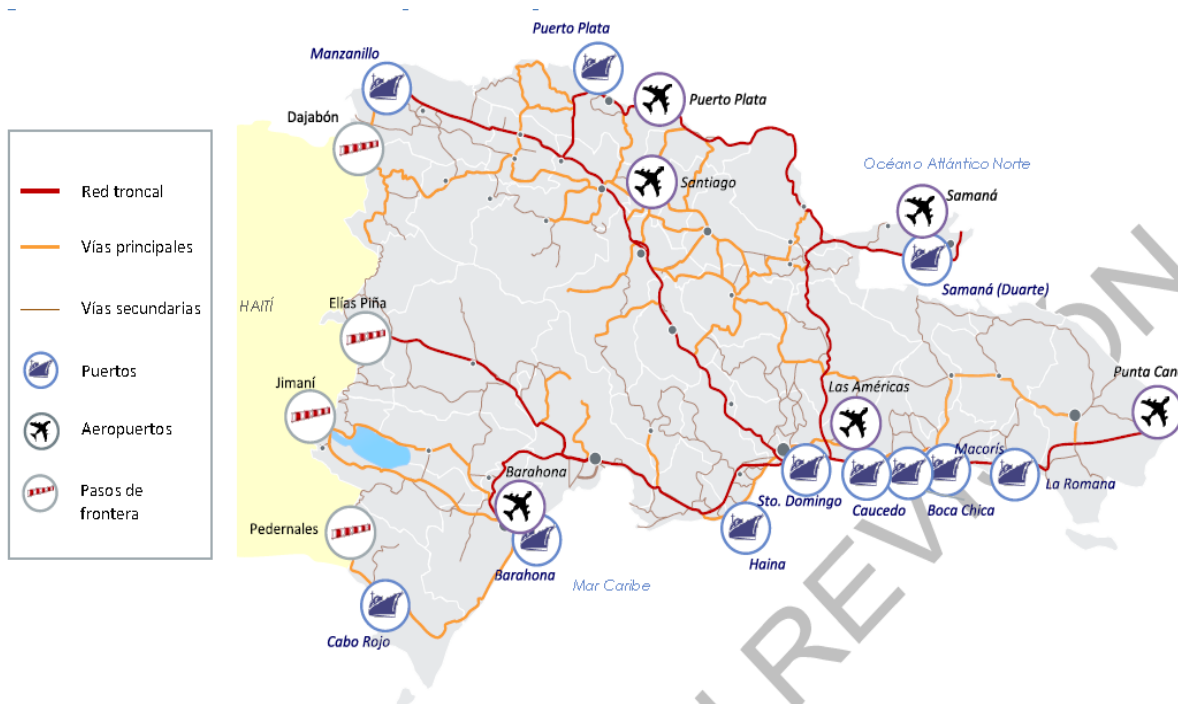 Puerto Plata
Manzanillo
Puerto Plata
Dajabón
Océano Atlántico Norte
Red troncal
Santiago
Samaná
Vías principales
Samaná (Duarte)
HAITÍ
Elías Piña
Vías secundarias
Puertos
Jimaní
Punta Can
Las Américas
Aeropuertos
Macorís
Barahona
La Romana
Pasos de
frontera
Sto. Domingo
Boca Chica
Caucedo
Pedernales
Haina
Barahona
Mar Caribe
Cabo Rojo
N REVISIÓN